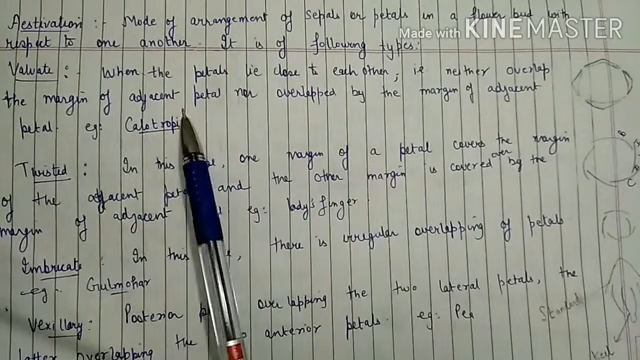 Aestivation :- Mode of arrangement of Sepals or petals in a flower bud with
respect to one another. It is of following types:
Made with KINEMASTER
Valvate :- When the petals lie close to each other, ie neither overlap
the margin of adjacent petal nor overlapped by the margin of adjacent
petal. eg: Calotropi
Twisted : In this one margin of a petal covers the margin
of the adjacent and the other margin is covered over by the
margin of adjacent eg: lady's finger
Imbricate :- In this there is irregular overlapping of petals
eg. Gulmohar
Vexillary : Posterior overlapping the two lateral petals, the
latter overlapping the anterior petals. eg: Pea
Standard
Keel